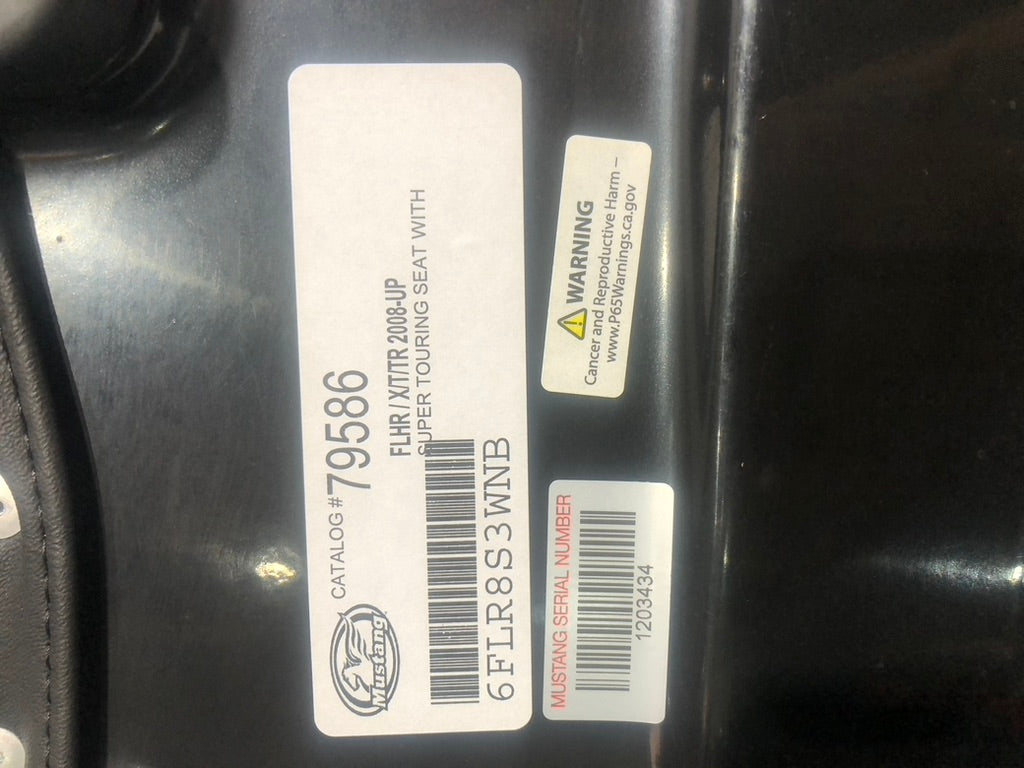 CATALOG # 79586
FLHR / X/T/TR 2008-UP
SUPER TOURING SEAT WITH
Mustang
6FLR8S3WNB
WARNING
Cancer and Reproductive Harm –
www.P65Warnings.ca.gov
MUSTANG SERIAL NUMBER
1203434